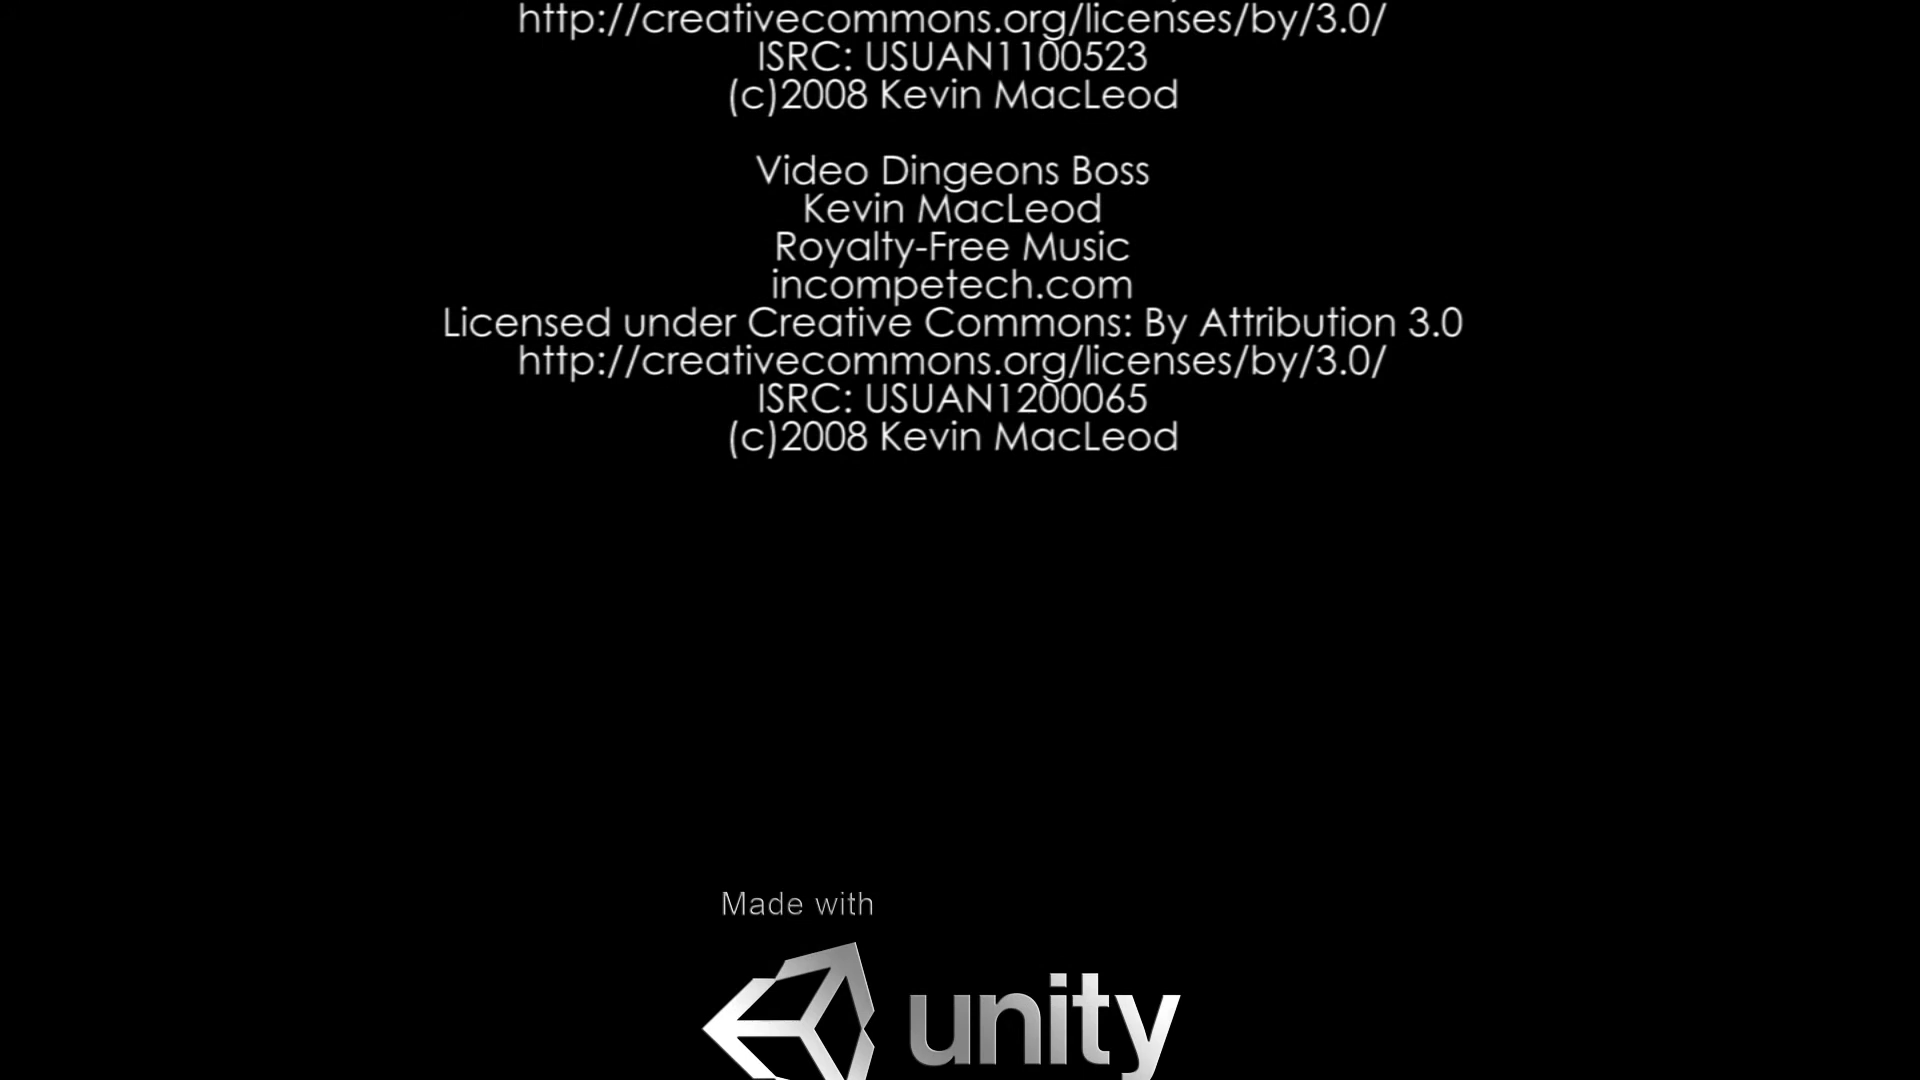 http://creativecommons.org/licenses/by/3.0/
ISRC: USUAN1100523
(c)2008 Kevin MacLeod
Video Dingeons Boss
Kevin MacLeod
Royalty-Free Music
incompetech.com
Licensed under Creative Commons: By Attribution 3.0
http://creativecommons.org/licenses/by/3.0/
ISRC: USUAN1200065
(c)2008 Kevin MacLeod
Made with
unity